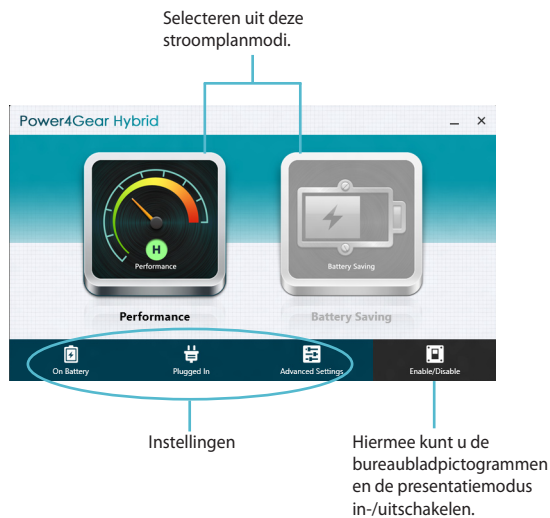 Selecteren uit deze
stroomplanmodi.
Power4Gear Hybrid
H
Performance
Battery Saving
Performance
Battery Saving
On Battery
Plugged In
Advanced Settings
Enable/Disable
Instellingen
Hiermee kunt u de
bureaubladpictogrammen
en de presentatiemodus
in-/uitschakelen.